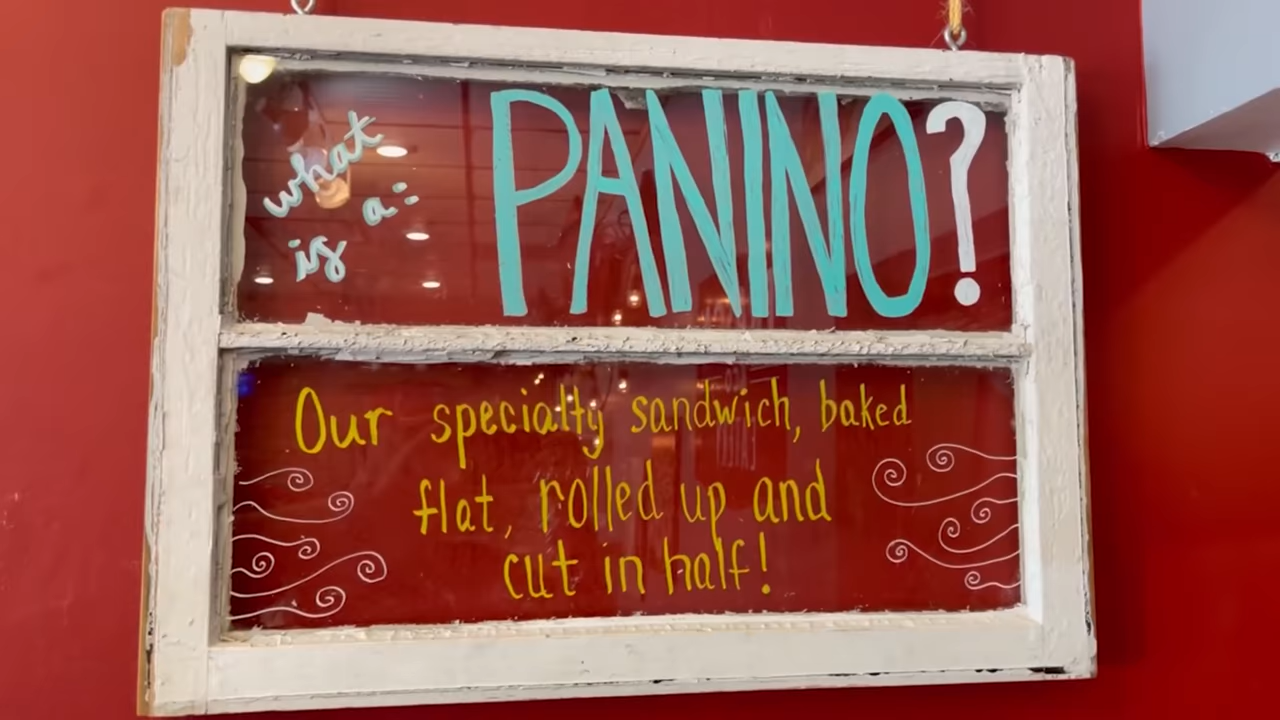 what
is a:
PANINO?
Our specialty sandwich, baked
flat, rolled up and
cut in half!